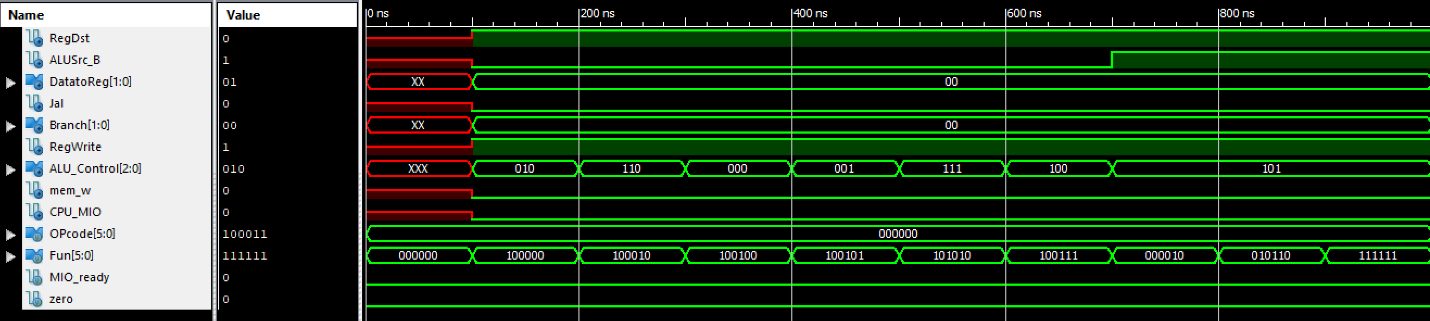 Name Value 0 ns 200 ns 400 ns 600 ns 800 ns
RegDst 0
ALUSrc_B 1
DatatoReg[1:0] 01 XX 00
Jal 0
Branch[1:0] 00 XX 00
RegWrite 1
ALU_Control[2:0] 010 XXX 010 110 000 001 111 100 101
mem_w 0
CPU_MIO 0
OPcode[5:0] 100011 000000
Fun[5:0] 111111 000000 100000 100010 100100 100101 101010 100111 000010 010110 111111
MIO_ready 0
zero 0